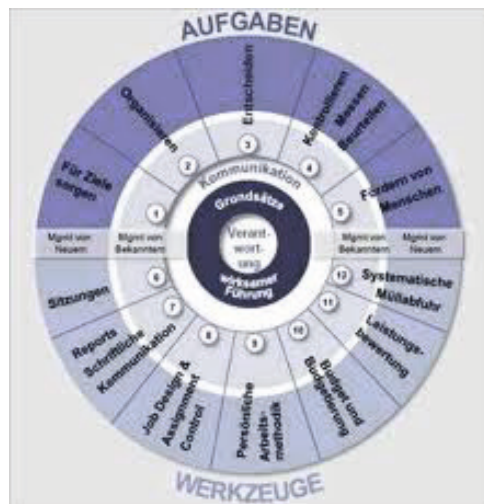 AUFGABEN
Für Ziele
sorgen
Organisieren
Entscheiden
Kontrollieren
Messen
Beurteilen
Fördern von
Menschen
1
2
3
4
5
Kommunikation
Grundsätze
Verant-
wort-
ung
wirksamer
Führung
Mgmt von
Neuem
Mgmt von
Bekanntem
Mgmt von
Bekanntem
Mgmt von
Neuem
6
7
8
9
10
11
12
Sitzungen
Reports
Schriftliche
Kommunikation
Job Design &
Assignment
Control
Persönliche
Arbeits-
methodik
Budget und
Budgetierung
Leistungs-
bewertung
Systematische
Müllabfuhr
WERKZEUGE